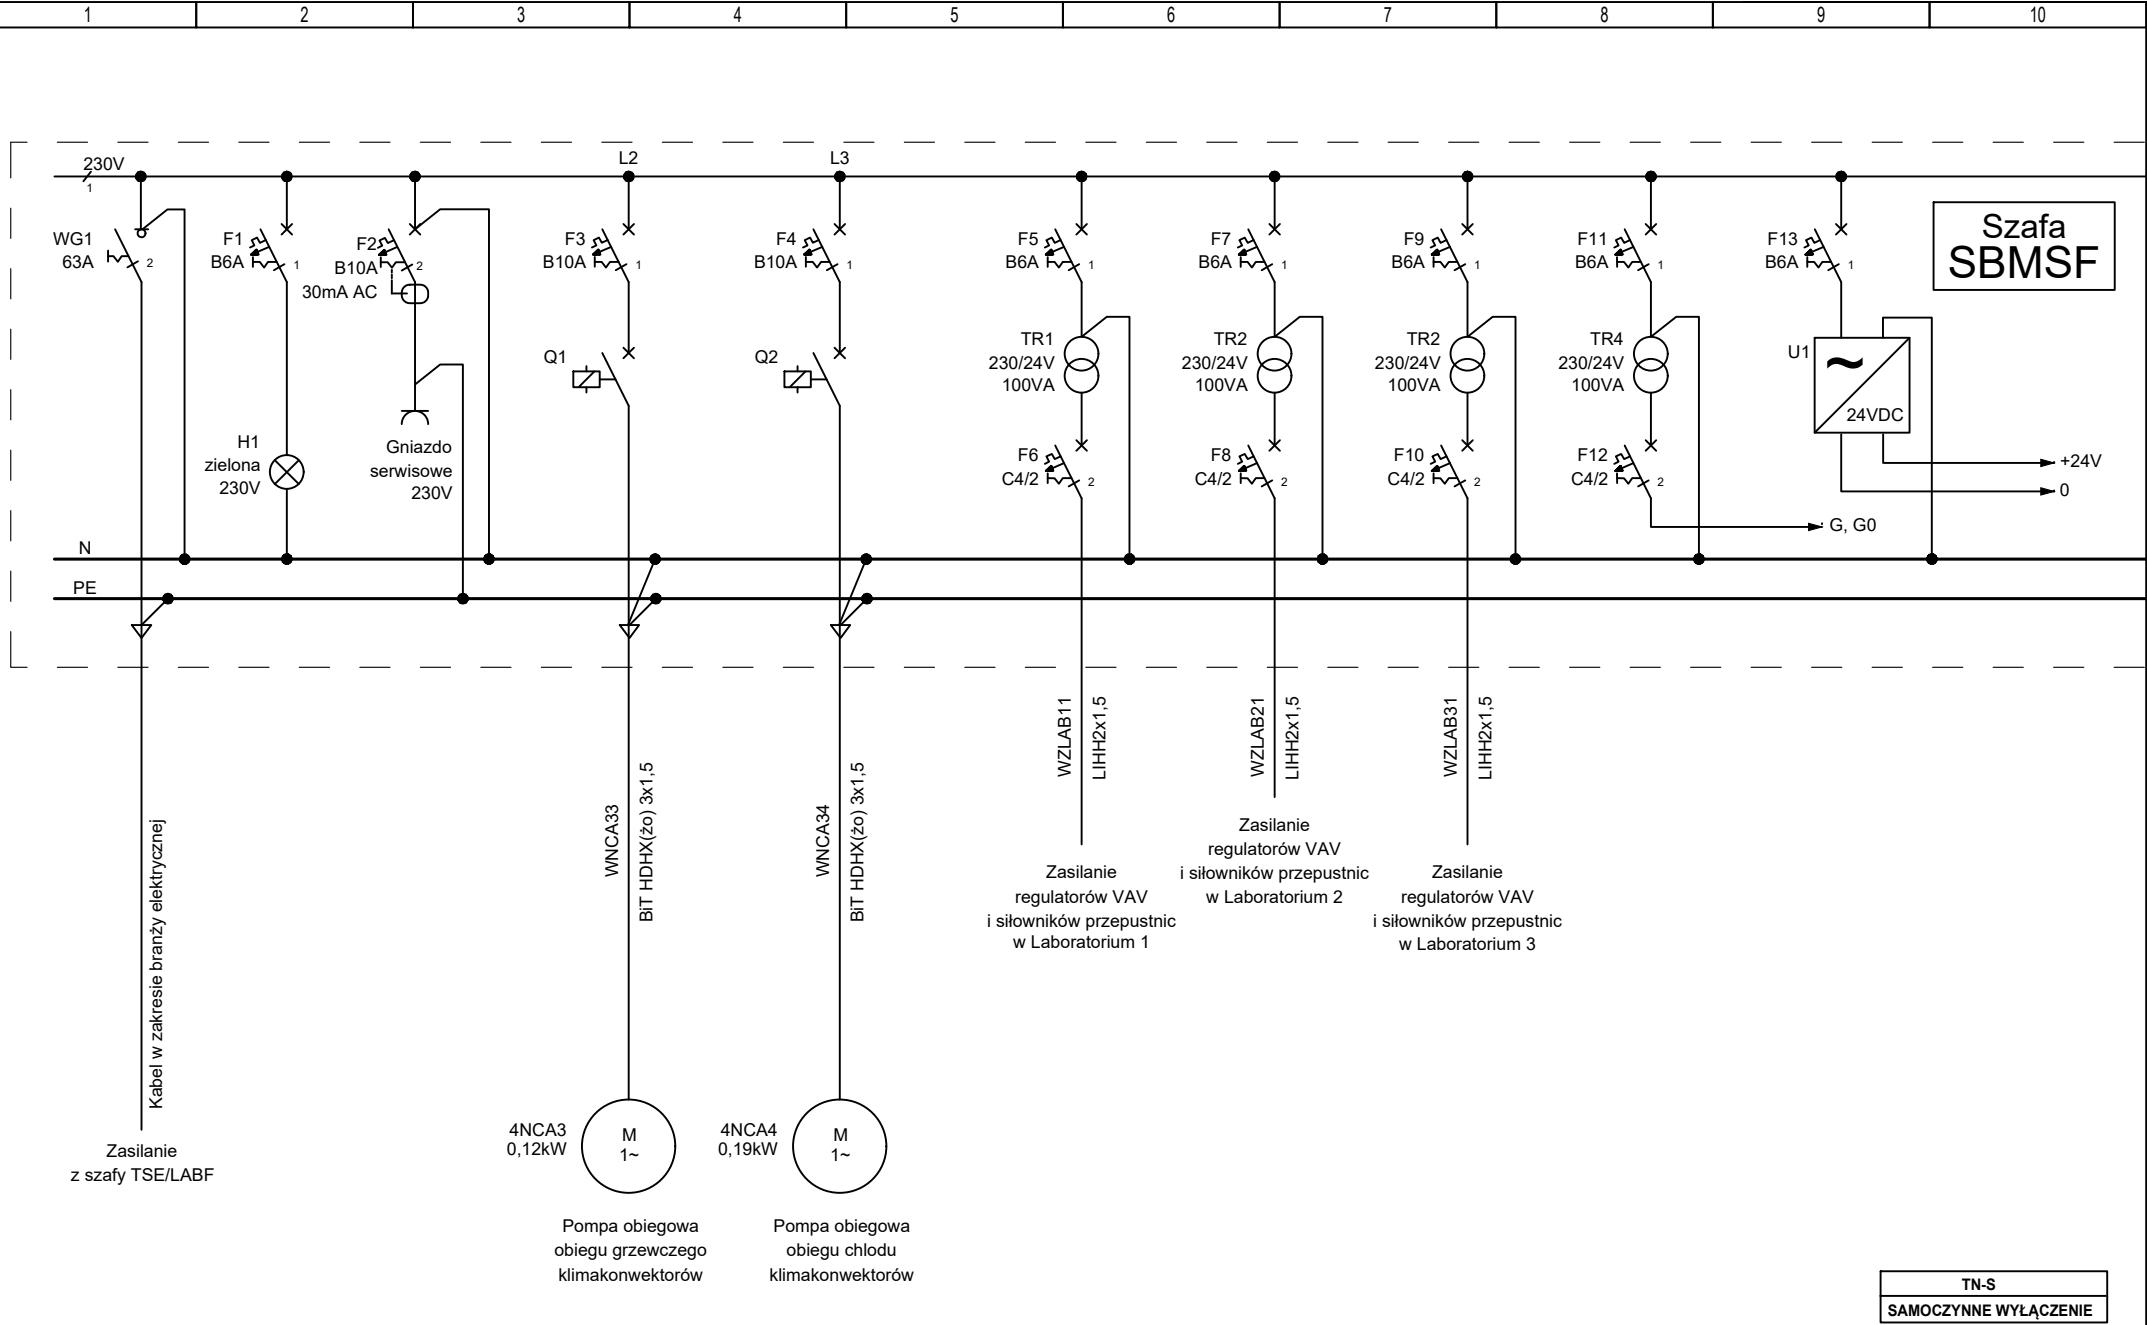 1 2 3 4 5 6 7 8 9 10
230V
1
L2
L3
WG1
63A
2
F1
B6A
1
F2
B10A
2
30mA AC
F3
B10A
1
F4
B10A
1
F5
B6A
1
F7
B6A
1
F9
B6A
1
F11
B6A
1
F13
B6A
1
Szafa
SBMSF
Q1
Q2
TR1
230/24V
100VA
TR2
230/24V
100VA
TR2
230/24V
100VA
TR4
230/24V
100VA
U1
~
24VDC
H1
zielona
230V
Gniazdo
serwisowe
230V
F6
C4/2
2
F8
C4/2
2
F10
C4/2
2
F12
C4/2
2
+24V
0
G, G0
N
PE
Kabel w zakresie branży elektrycznej
WNCA33
BiT HDHX(żo) 3x1,5
WNCA34
BiT HDHX(żo) 3x1,5
WZLAB11
LIHH2x1,5
WZLAB21
LIHH2x1,5
WZLAB31
LIHH2x1,5
Zasilanie
regulatorów VAV
i siłowników przepustnic
w Laboratorium 1
Zasilanie
regulatorów VAV
i siłowników przepustnic
w Laboratorium 2
Zasilanie
regulatorów VAV
i siłowników przepustnic
w Laboratorium 3
Zasilanie
z szafy TSE/LABF
4NCA3
0,12kW
M
1~
4NCA4
0,19kW
M
1~
Pompa obiegowa
obiegu grzewczego
klimakonwektorów
Pompa obiegowa
obiegu chlodu
klimakonwektorów
TN-S
SAMOCZYNNE WYŁĄCZENIE